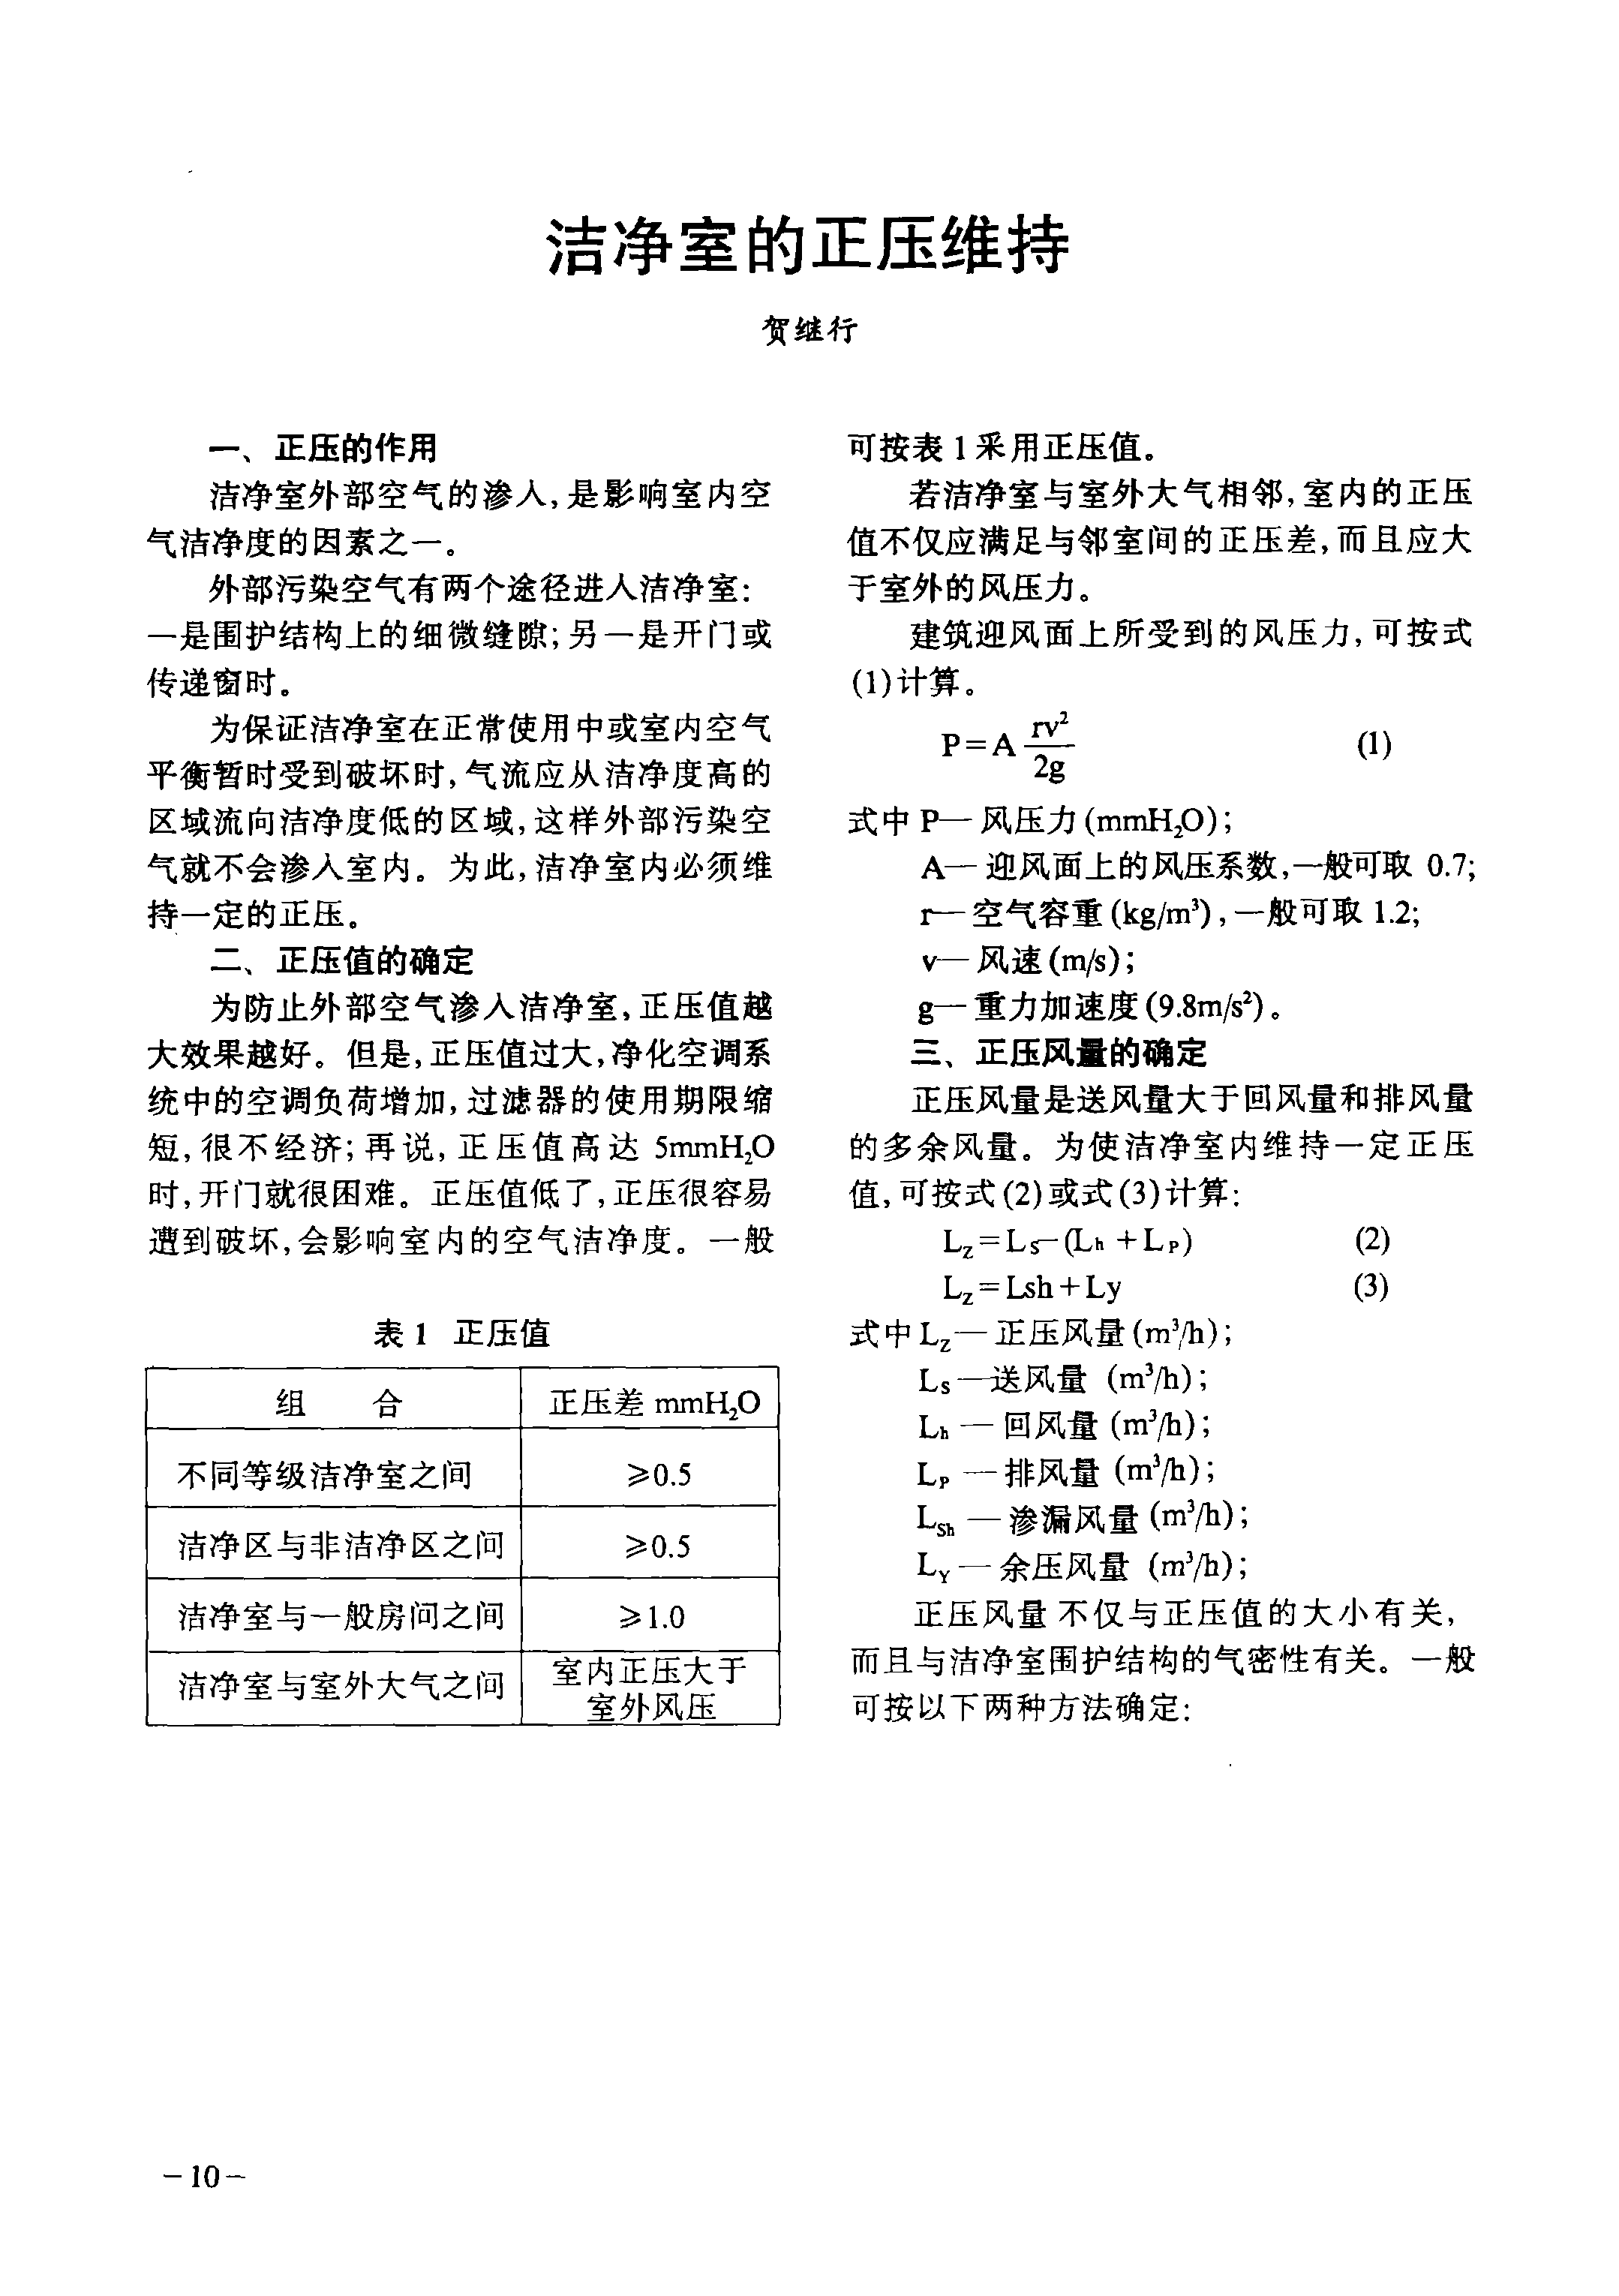 洁净室的正压维持
贺继行
一、正压的作用
洁净室外部空气的渗入,是影响室内空
气洁净度的因素之一。
外部污染空气有两个途径进入洁净室:
一是围护结构上的细微缝隙;另一是开门或
传递窗时。
为保证洁净室在正常使用中或室内空气
平衡暂时受到破坏时,气流应从洁净度高的
区域流向洁净度低的区域,这样外部污染空
气就不会渗入室内。为此,洁净室内必须维
持一定的正压。
二、正压值的确定
为防止外部空气渗入洁净室,正压值越
大效果越好。但是,正压值过大,净化空调系
统中的空调负荷增加,过滤器的使用期限缩
短,很不经济;再说,正压值高达 5mmH₂O
时,开门就很困难。正压值低了,正压很容易
遭到破坏,会影响室内的空气洁净度。一般
表 1 正压值
组 合 正压差 mmH₂O
不同等级洁净室之间 ⩾0.5
洁净区与非洁净区之间 ⩾0.5
洁净室与一般房间之间 ⩾1.0
洁净室与室外大气之间 室内正压大于
室外风压
可按表 1 采用正压值。
若洁净室与室外大气相邻,室内的正压
值不仅应满足与邻室间的正压差,而且应大
于室外的风压力。
建筑迎风面上所受到的风压力,可按式
(1)计算。
P=A rv²/2g (1)
式中 P— 风压力(mmH₂O);
A— 迎风面上的风压系数,一般可取 0.7;
r— 空气容重(kg/m³),一般可取 1.2;
v— 风速(m/s);
g— 重力加速度(9.8m/s²)。
三、正压风量的确定
正压风量是送风量大于回风量和排风量
的多余风量。为使洁净室内维持一定正压
值,可按式(2)或式(3)计算:
Lz=Ls-(Lh+LP) (2)
Lz=Lsh+Ly (3)
式中Lz— 正压风量(m³/h);
Ls—送风量 (m³/h);
Lh — 回风量 (m³/h);
LP — 排风量 (m³/h);
LSh — 渗漏风量(m³/h);
LY — 余压风量 (m³/h);
正压风量不仅与正压值的大小有关,
而且与洁净室围护结构的气密性有关。一般
可按以下两种方法确定:
-10-